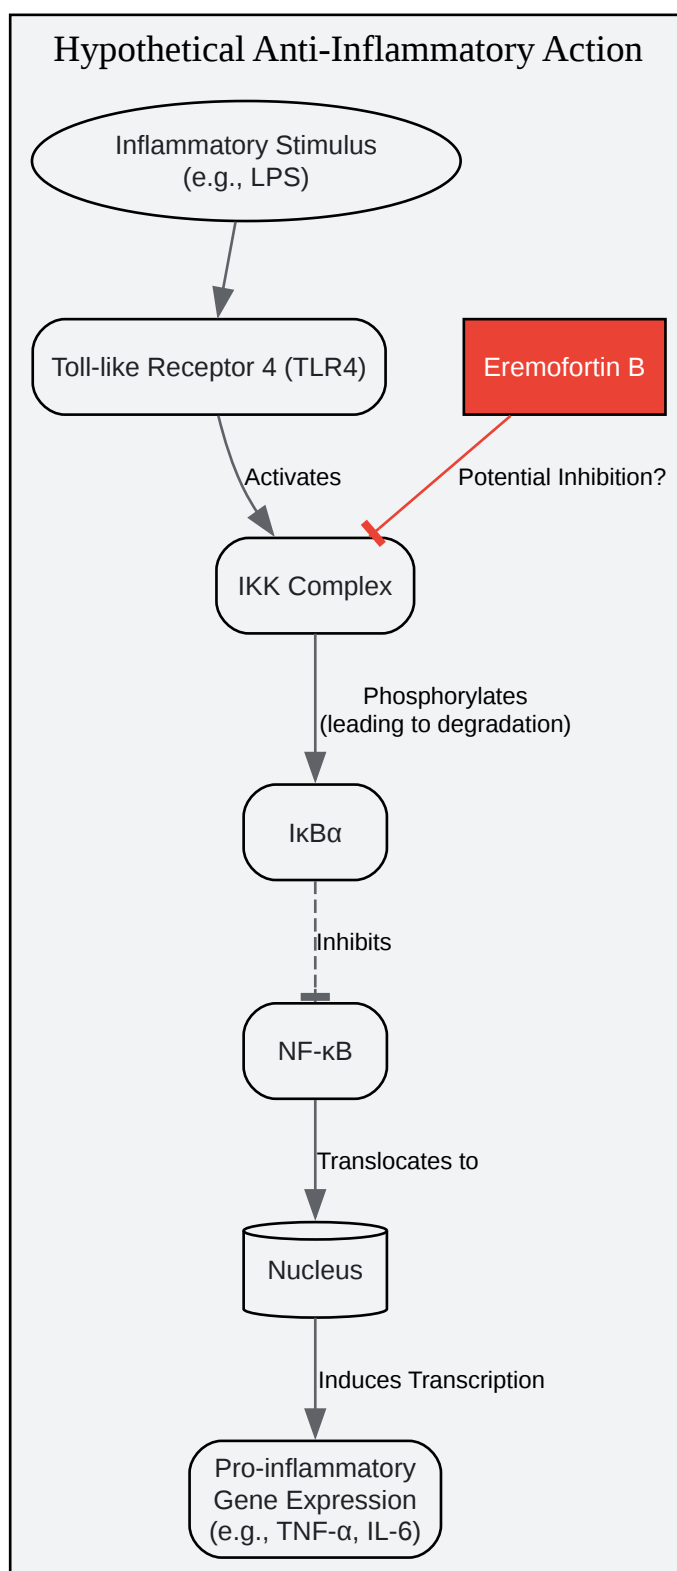 Hypothetical Anti-Inflammatory Action
Inflammatory Stimulus
(e.g., LPS)
Toll-like Receptor 4 (TLR4)
Eremofortin B
Activates
Potential Inhibition?
IKK Complex
Phosphorylates
(leading to degradation)
IκBα
Inhibits
NF-κB
Translocates to
Nucleus
Induces Transcription
Pro-inflammatory
Gene Expression
(e.g., TNF-α, IL-6)